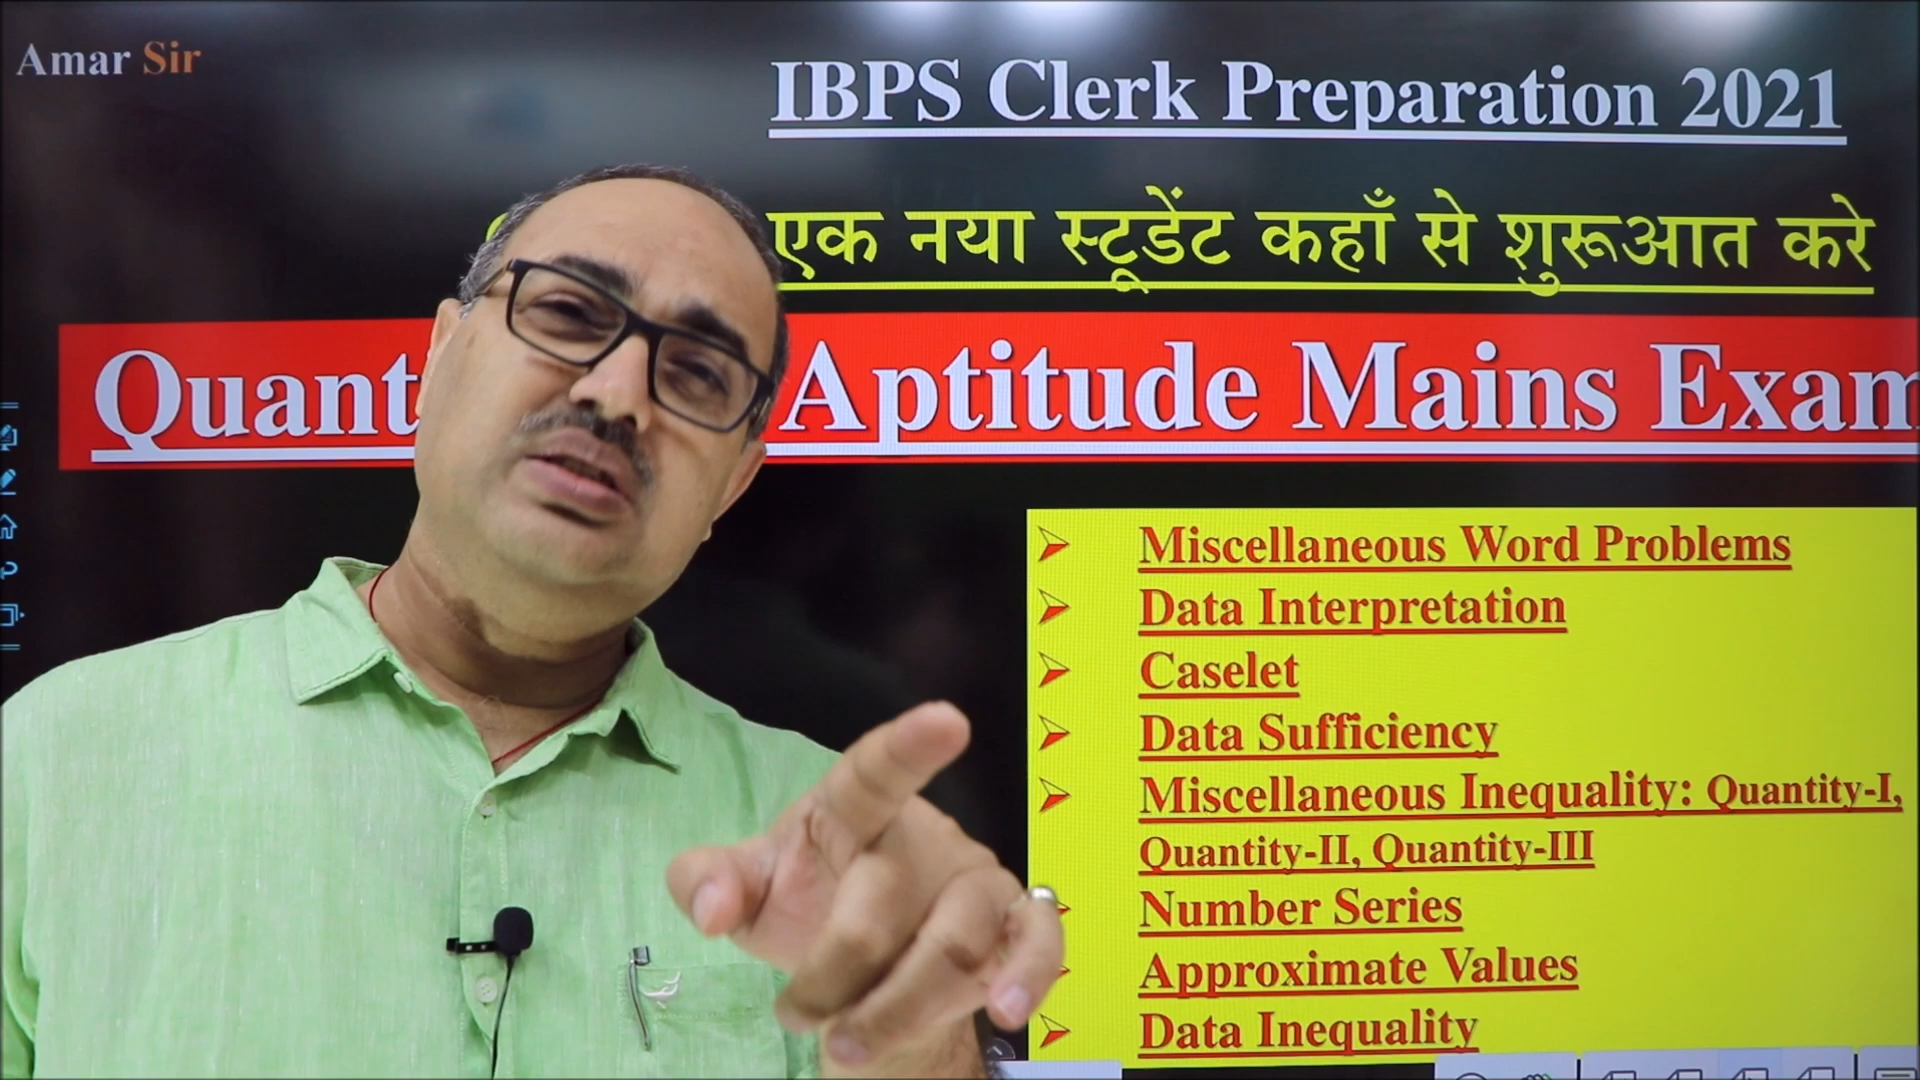 Amar Sir
IBPS Clerk Preparation 2021
एक नया स्टूडेंट कहाँ से शुरूआत करे
Quant Aptitude Mains Exam
Miscellaneous Word Problems
Data Interpretation
Caselet
Data Sufficiency
Miscellaneous Inequality: Quantity-I,
Quantity-II, Quantity-III
Number Series
Approximate Values
Data Inequality